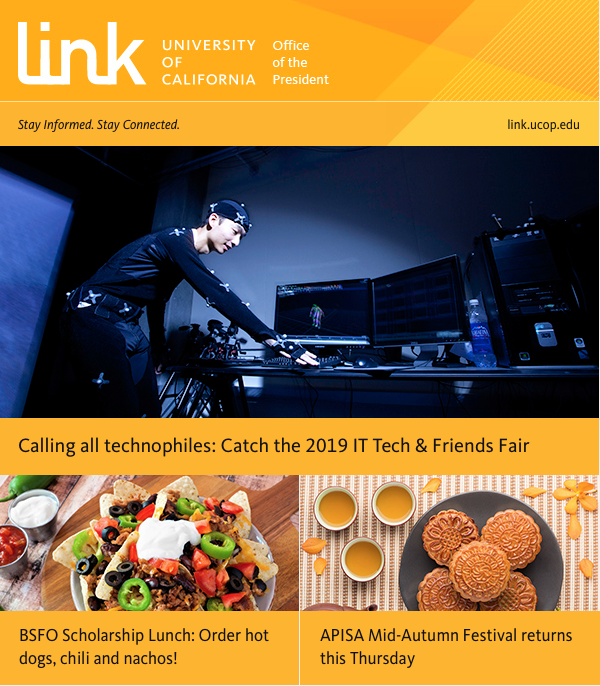 link
UNIVERSITY
OF
CALIFORNIA
Office
of the
President
Stay Informed. Stay Connected.
link.ucop.edu
Calling all technophiles: Catch the 2019 IT Tech & Friends Fair
BSFO Scholarship Lunch: Order hot
dogs, chili and nachos!
APISA Mid-Autumn Festival returns
this Thursday